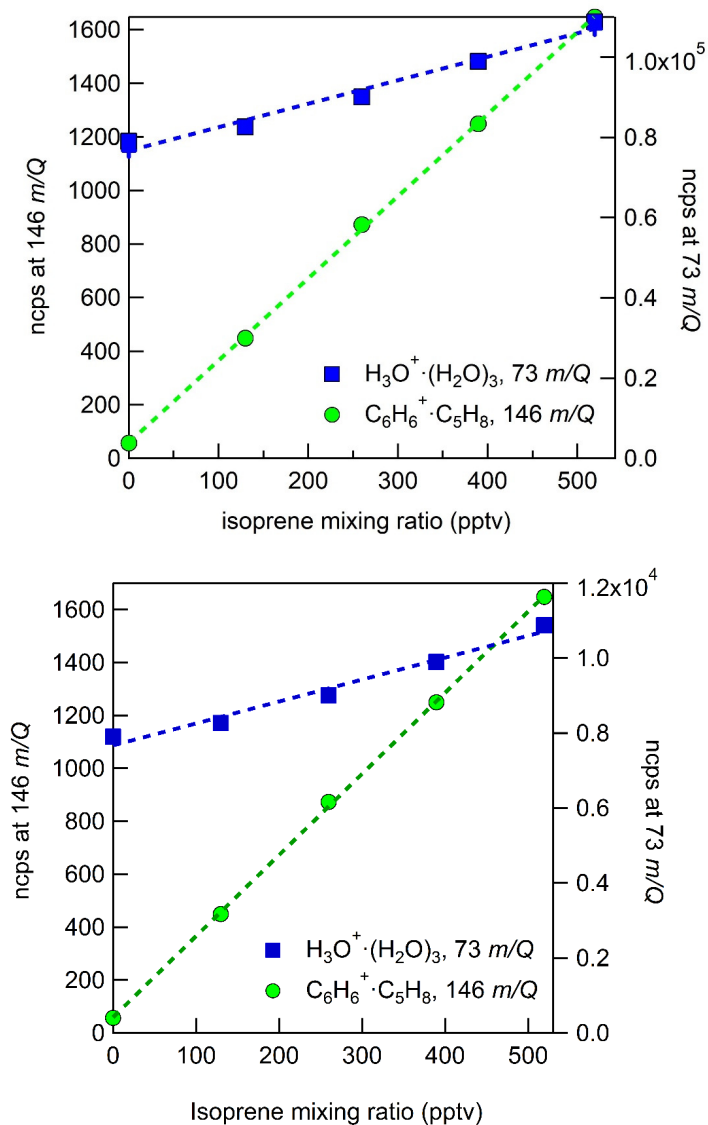 1600
1400
1200
1000
800
600
400
200
0
ncps at 146 m/Q
1.0x10⁵
0.8
0.6
0.4
0.2
0.0
ncps at 73 m/Q
H₃O⁺·(H₂O)₃, 73 m/Q
C₆H₆⁺·C₅H₈, 146 m/Q
0 100 200 300 400 500
isoprene mixing ratio (pptv)
1600
1400
1200
1000
800
600
400
200
0
ncps at 146 m/Q
1.2x10⁴
1.0
0.8
0.6
0.4
0.2
0.0
ncps at 73 m/Q
H₃O⁺·(H₂O)₃, 73 m/Q
C₆H₆⁺·C₅H₈, 146 m/Q
0 100 200 300 400 500
Isoprene mixing ratio (pptv)